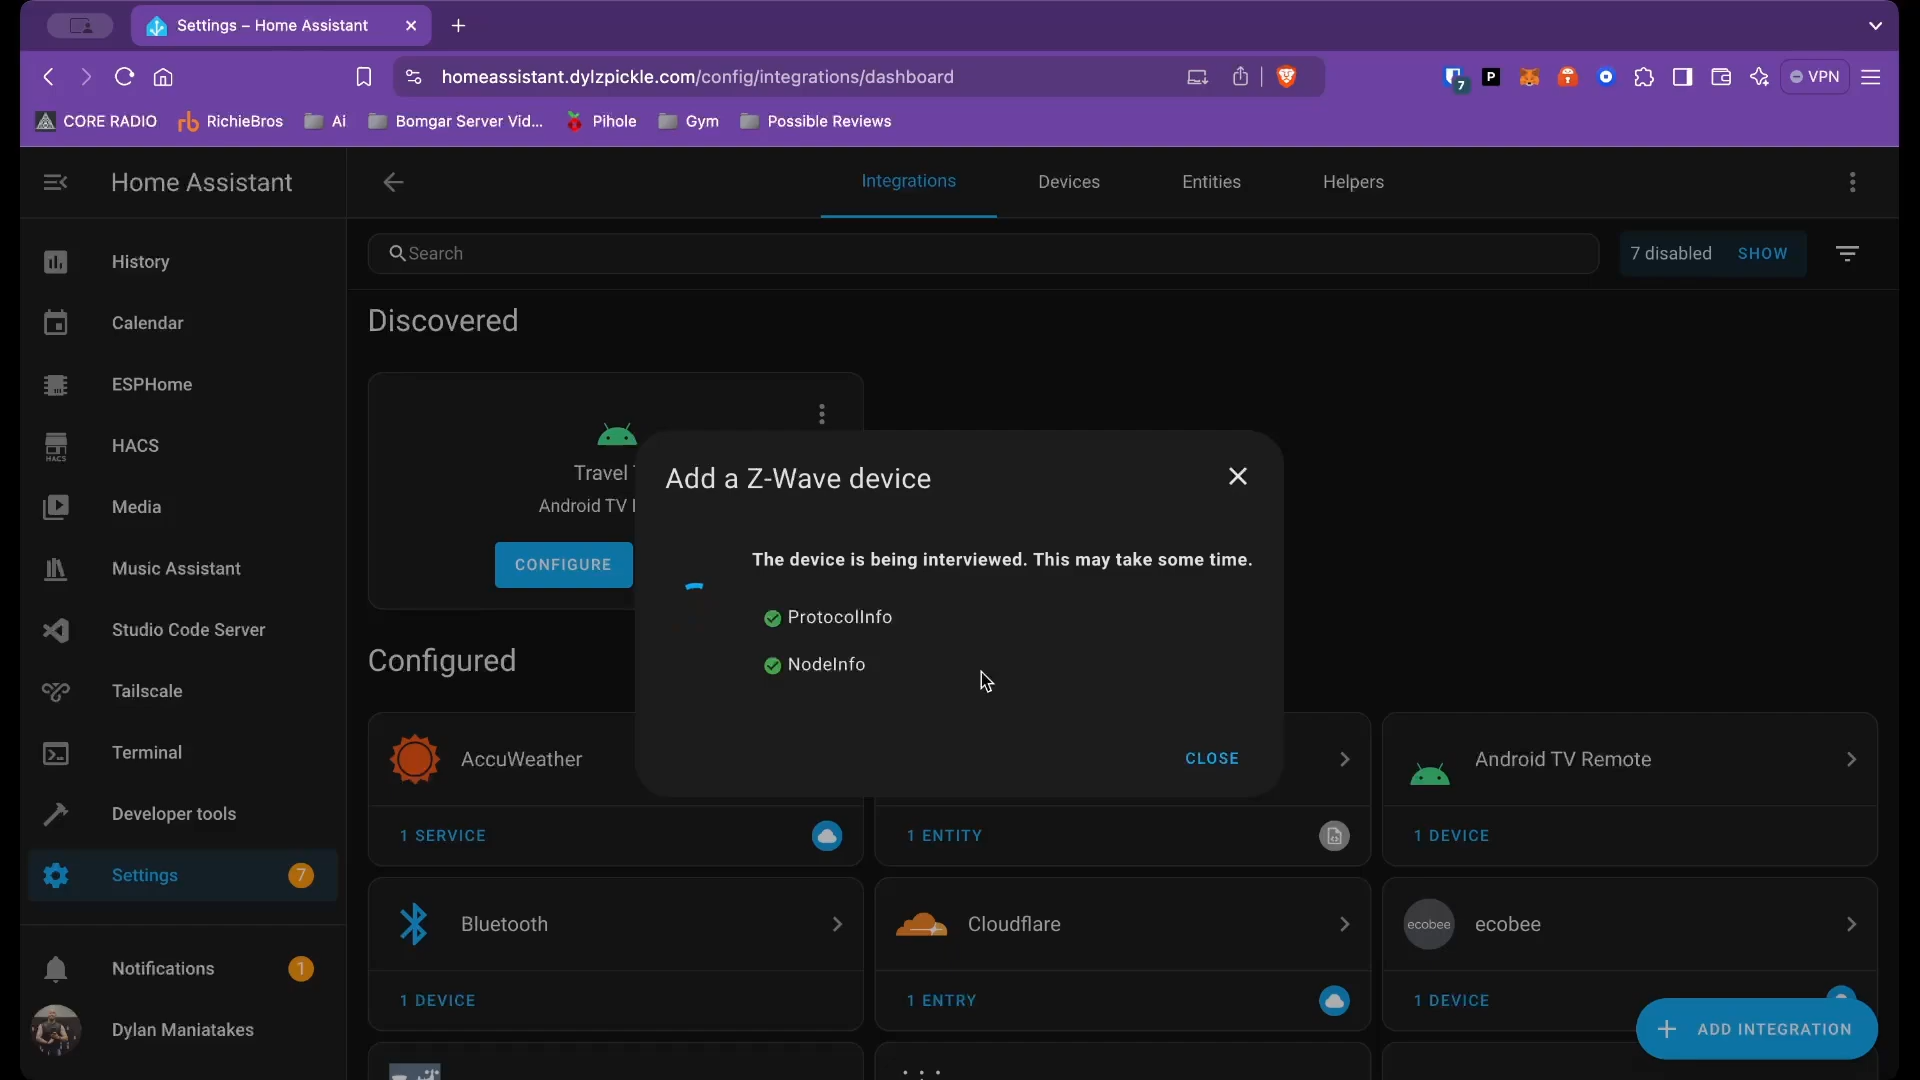 Settings – Home Assistant
homeassistant.dylzpickle.com/config/integrations/dashboard
7
P
VPN
CORE RADIO
rb RichieBros
Ai
Bomgar Server Vid...
Pihole
Gym
Possible Reviews
Home Assistant
Integrations
Devices
Entities
Helpers
Search
7 disabled
SHOW
History
Calendar
ESPHome
HACS
HACS
Media
Music Assistant
Studio Code Server
Tailscale
Terminal
Developer tools
Settings
7
Notifications
1
Dylan Maniatakes
Discovered
Travel
Android TV
CONFIGURE
Add a Z-Wave device
The device is being interviewed. This may take some time.
ProtocolInfo
NodeInfo
CLOSE
Configured
AccuWeather
1 SERVICE
1 ENTITY
Android TV Remote
1 DEVICE
Bluetooth
1 DEVICE
Cloudflare
1 ENTRY
ecobee
ecobee
1 DEVICE
ADD INTEGRATION